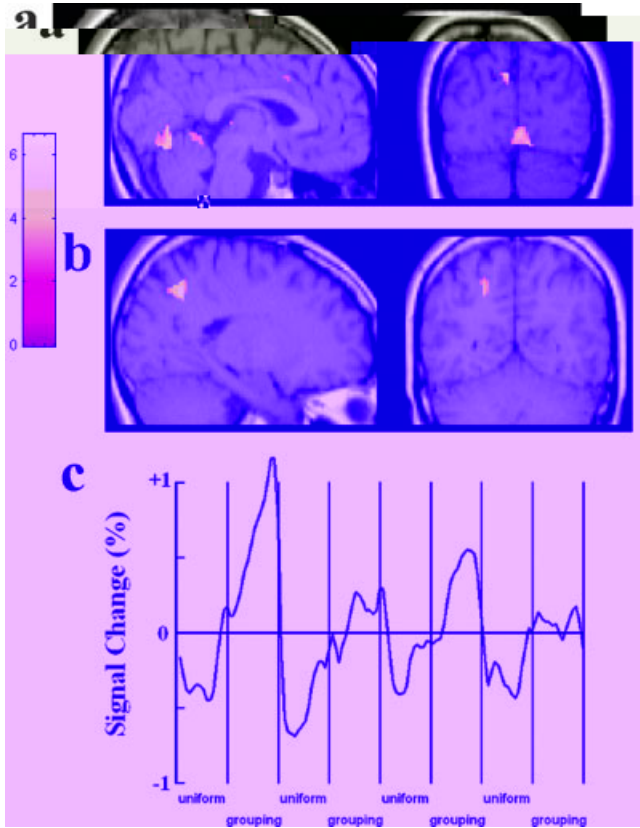 a
a
6
4
2
0
b
c
+1
0
-1
Signal Change (%)
uniform uniform uniform uniform
grouping grouping grouping grouping